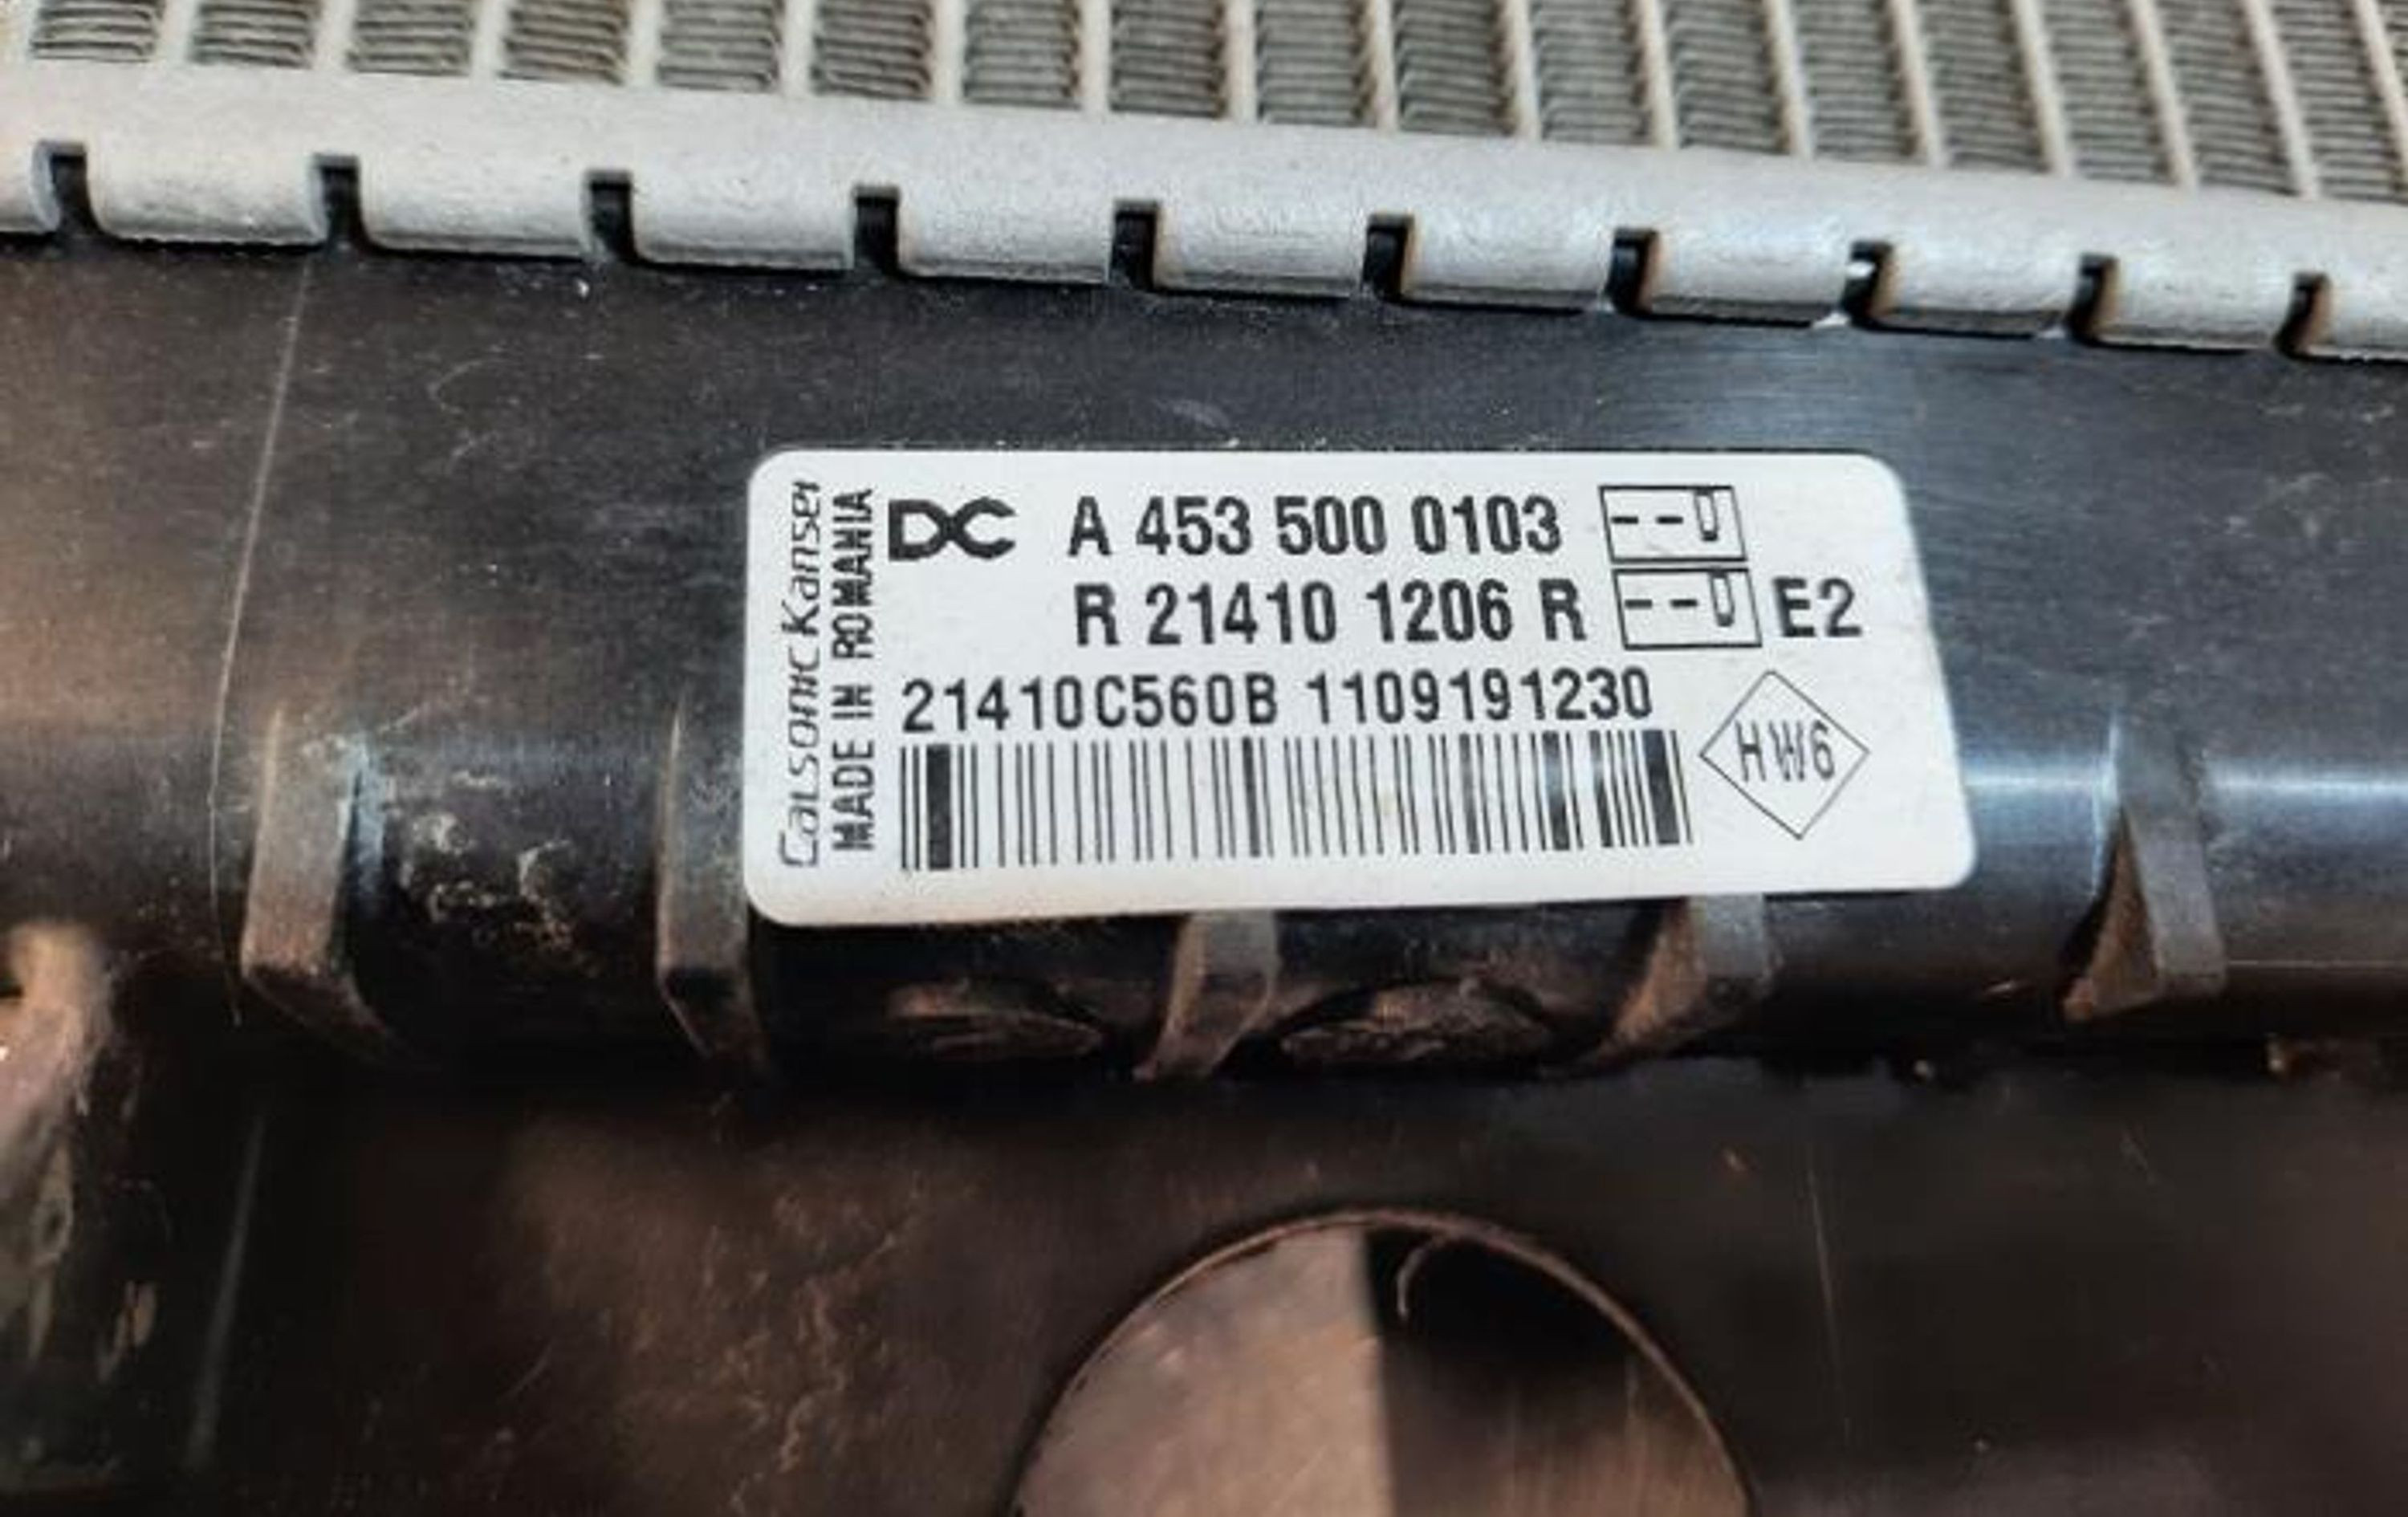 Calsonic Kansei
MADE IN ROMANIA
DC A 453 500 0103
R 21410 1206 R E2
21410C560B 1109191230
HW6